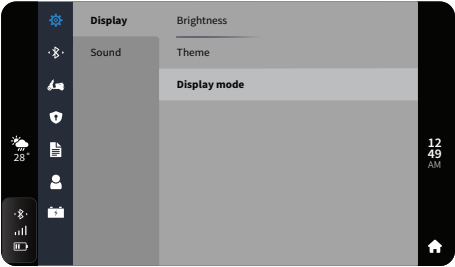 Display
Sound
Brightness
Theme
Display mode
28°
12
49
AM